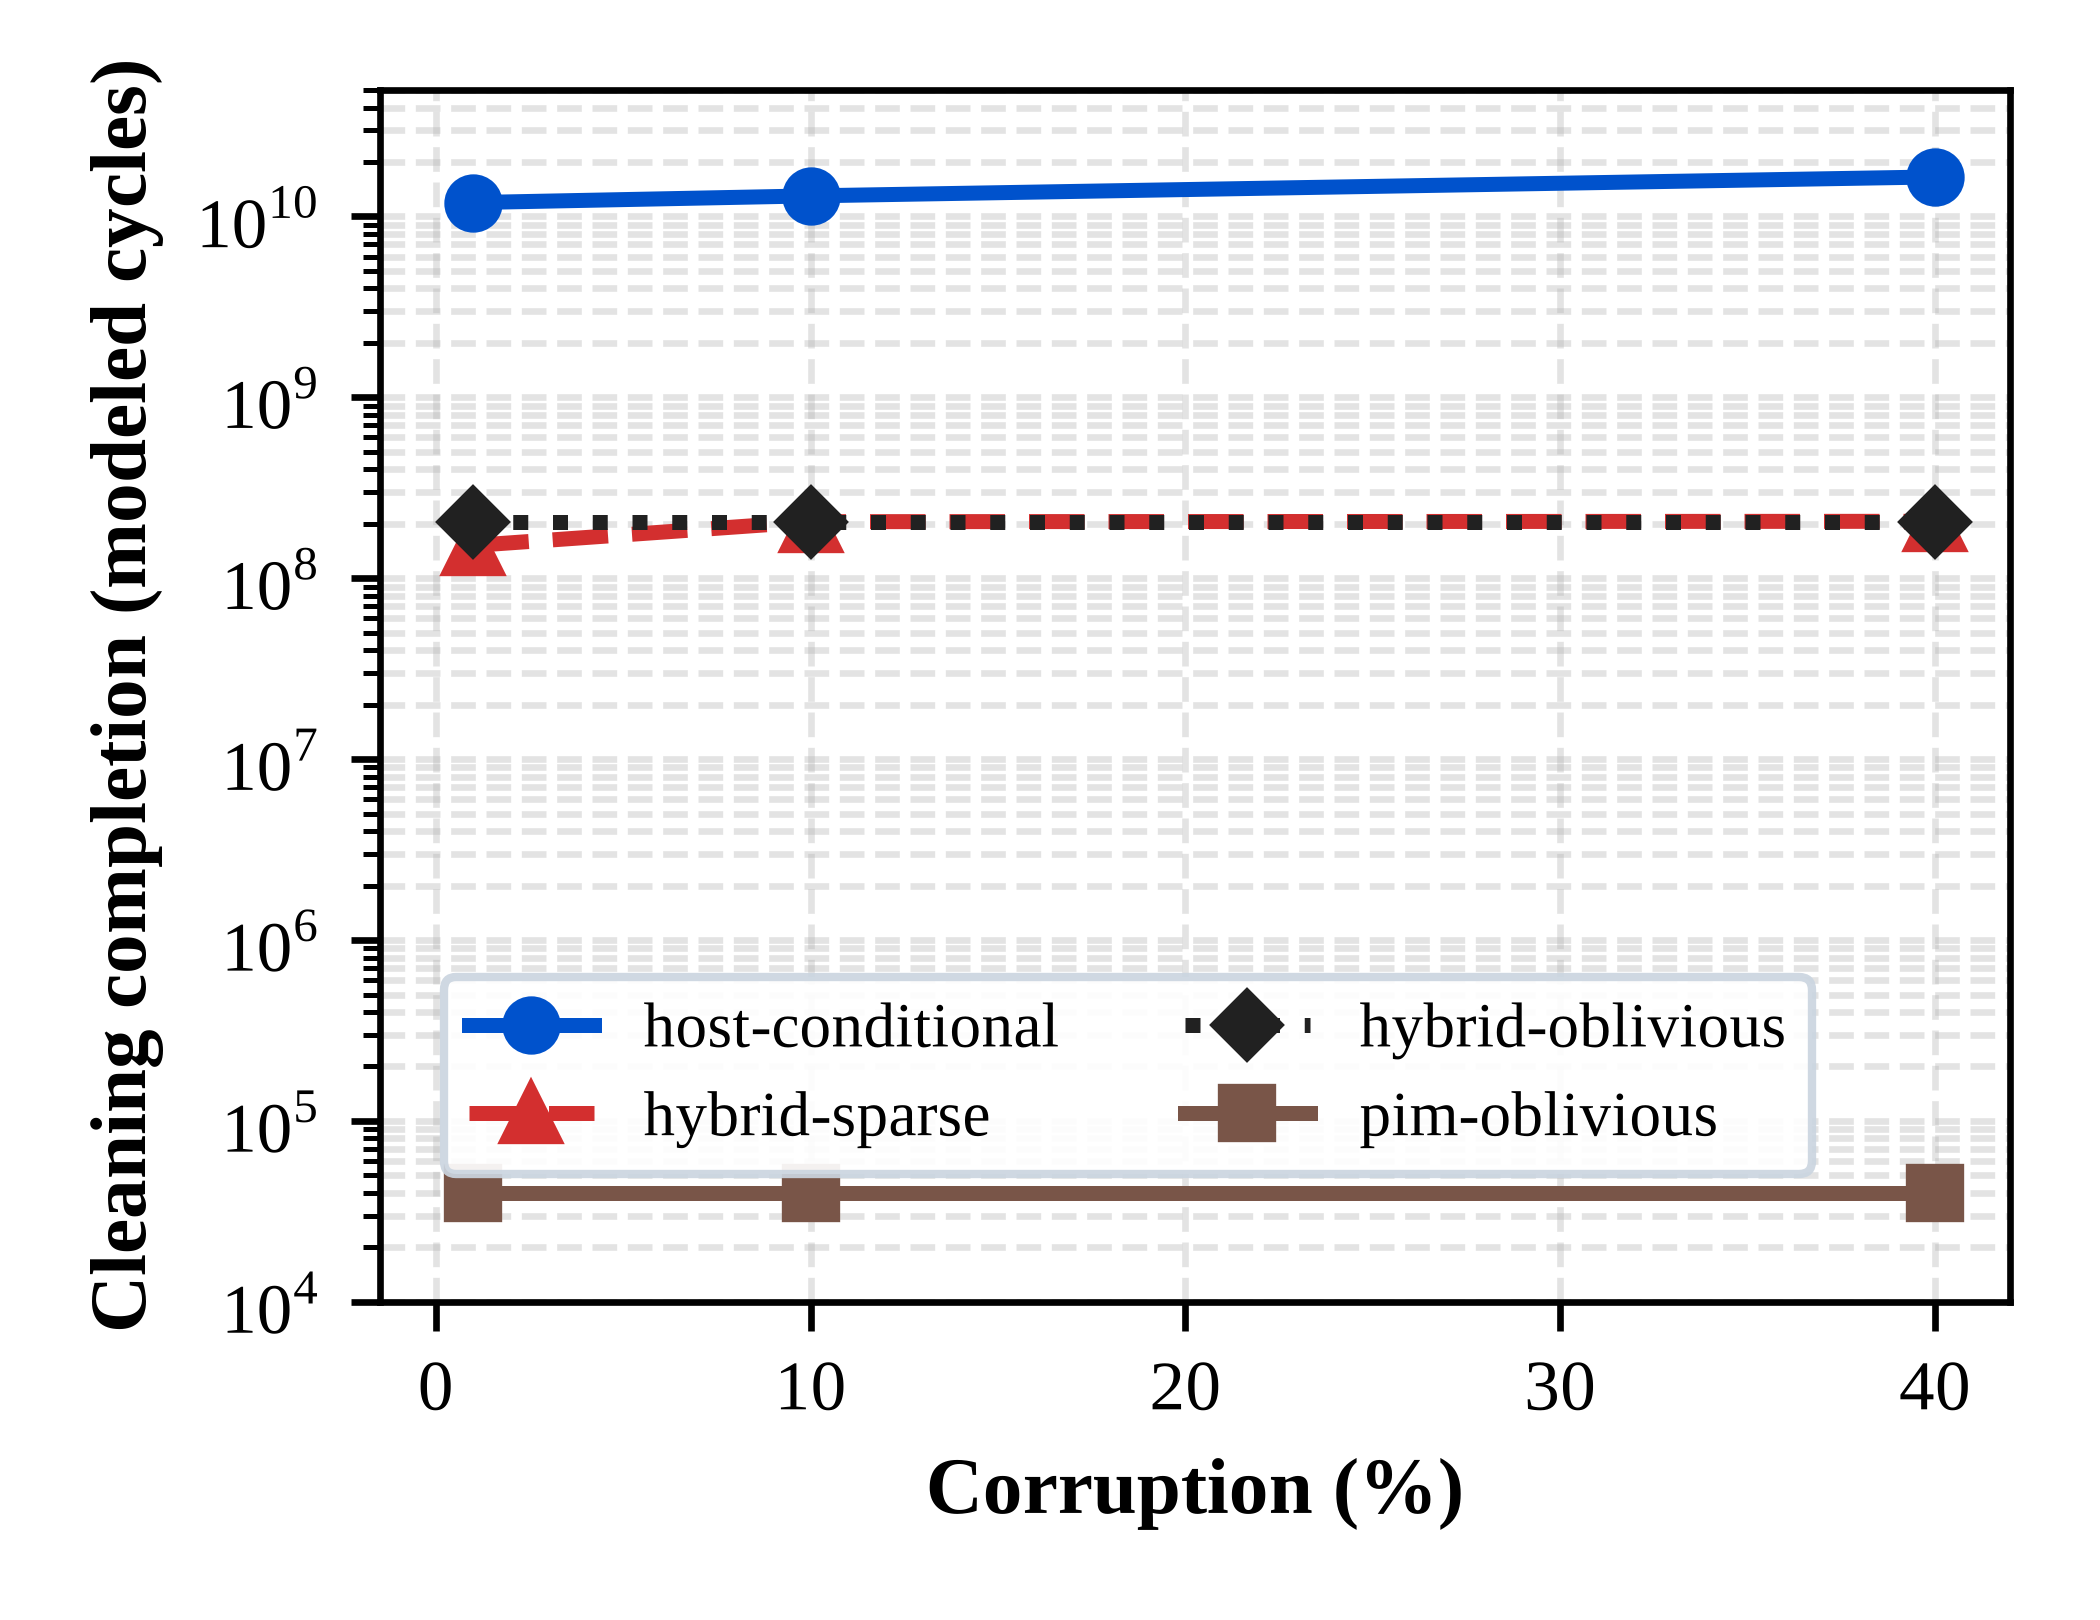 Cleaning completion (modeled cycles)
10^10
10^9
10^8
10^7
10^6
10^5
10^4
host-conditional
hybrid-sparse
hybrid-oblivious
pim-oblivious
0 10 20 30 40
Corruption (%)